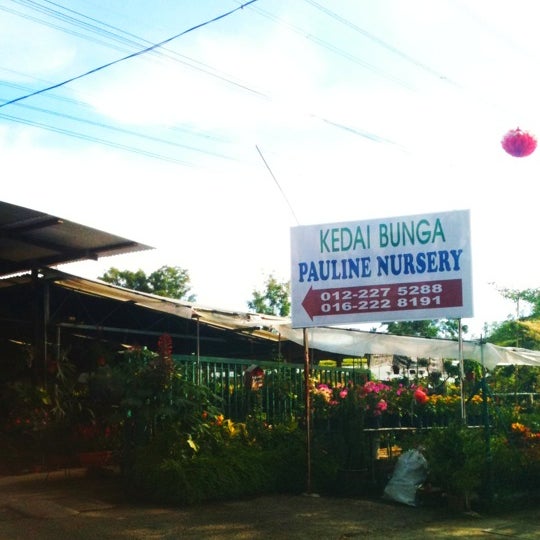 KEDAI BUNGA
PAULINE NURSERY
012-227 5288
016-222 8191